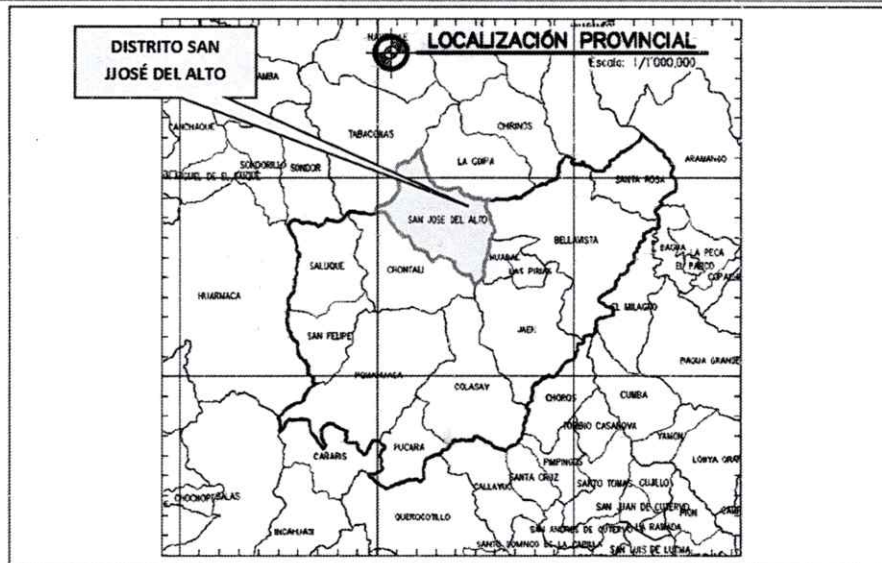 DISTRITO SAN
JJOSÉ DEL ALTO
LOCALIZACIÓN PROVINCIAL
Escala: 1/1'000,000
CHIRINOS
TABACONAS
LA COIPA
ARAMANGO
SONDORILLO
SONDOR
SANTA ROSA
SAN JOSE DEL ALTO
BELLAVISTA
HUABAL
LAS PIRIAS
BAGUA
LA PECA
EL PARCO
SALLIQUE
CHONTALI
HUARMACA
EL MILAGRO
SAN FELIPE
JAEN
BAGUA GRANDE
POMAHUACA
COLASAY
CHOROS
CUMBA
TORIBIO CASANOVA
YAMON
PUCARA
CAÑARIS
PIMPINGOS
LONYA GRAN
SANTA CRUZ
CALLAYUC
SANTO TOMAS
CUJILLO
SALAS
SAN JUAN DE CUTERVO
QUEROCOTILLO
INCAHUASI
SAN ANDRES DE CUTERVO
LA RAMADA
SANTO DOMINGO DE LA CAPILLA
SAN LUIS DE LUCMA